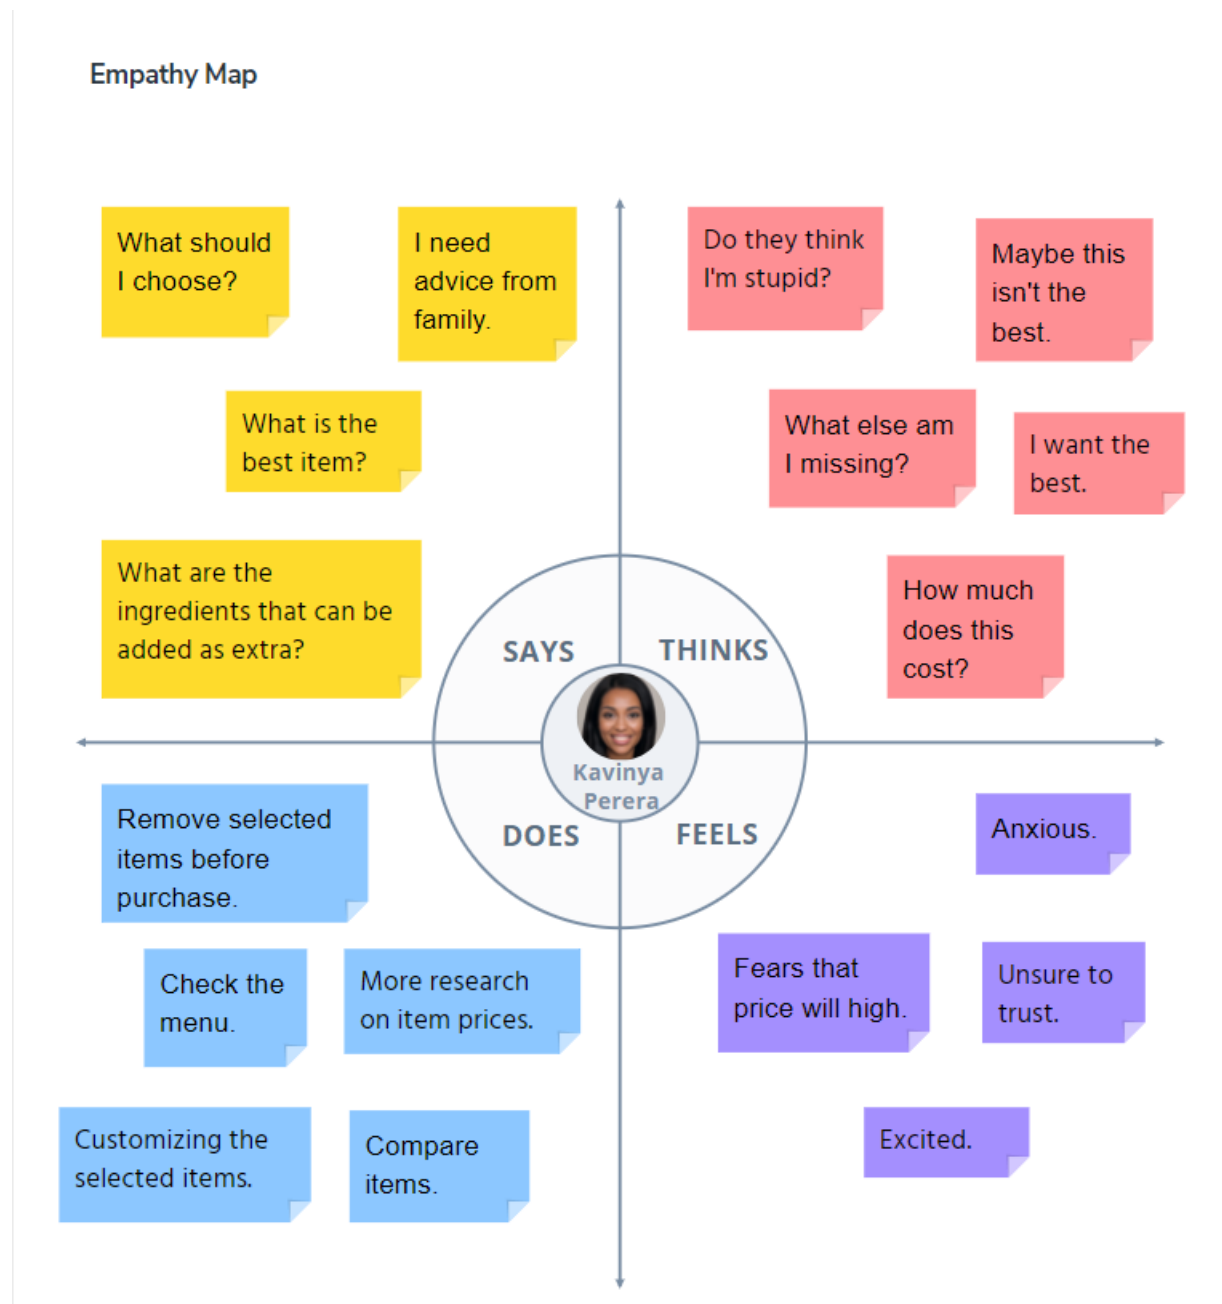 Empathy Map
What should
I choose?
I need
advice from
family.
What is the
best item?
What are the
ingredients that can be
added as extra?
Do they think
I'm stupid?
Maybe this
isn't the
best.
What else am
I missing?
I want the
best.
How much
does this
cost?
SAYS
THINKS
Kavinya
Perera
DOES
FEELS
Remove selected
items before
purchase.
Check the
menu.
More research
on item prices.
Customizing the
selected items.
Compare
items.
Anxious.
Fears that
price will high.
Unsure to
trust.
Excited.